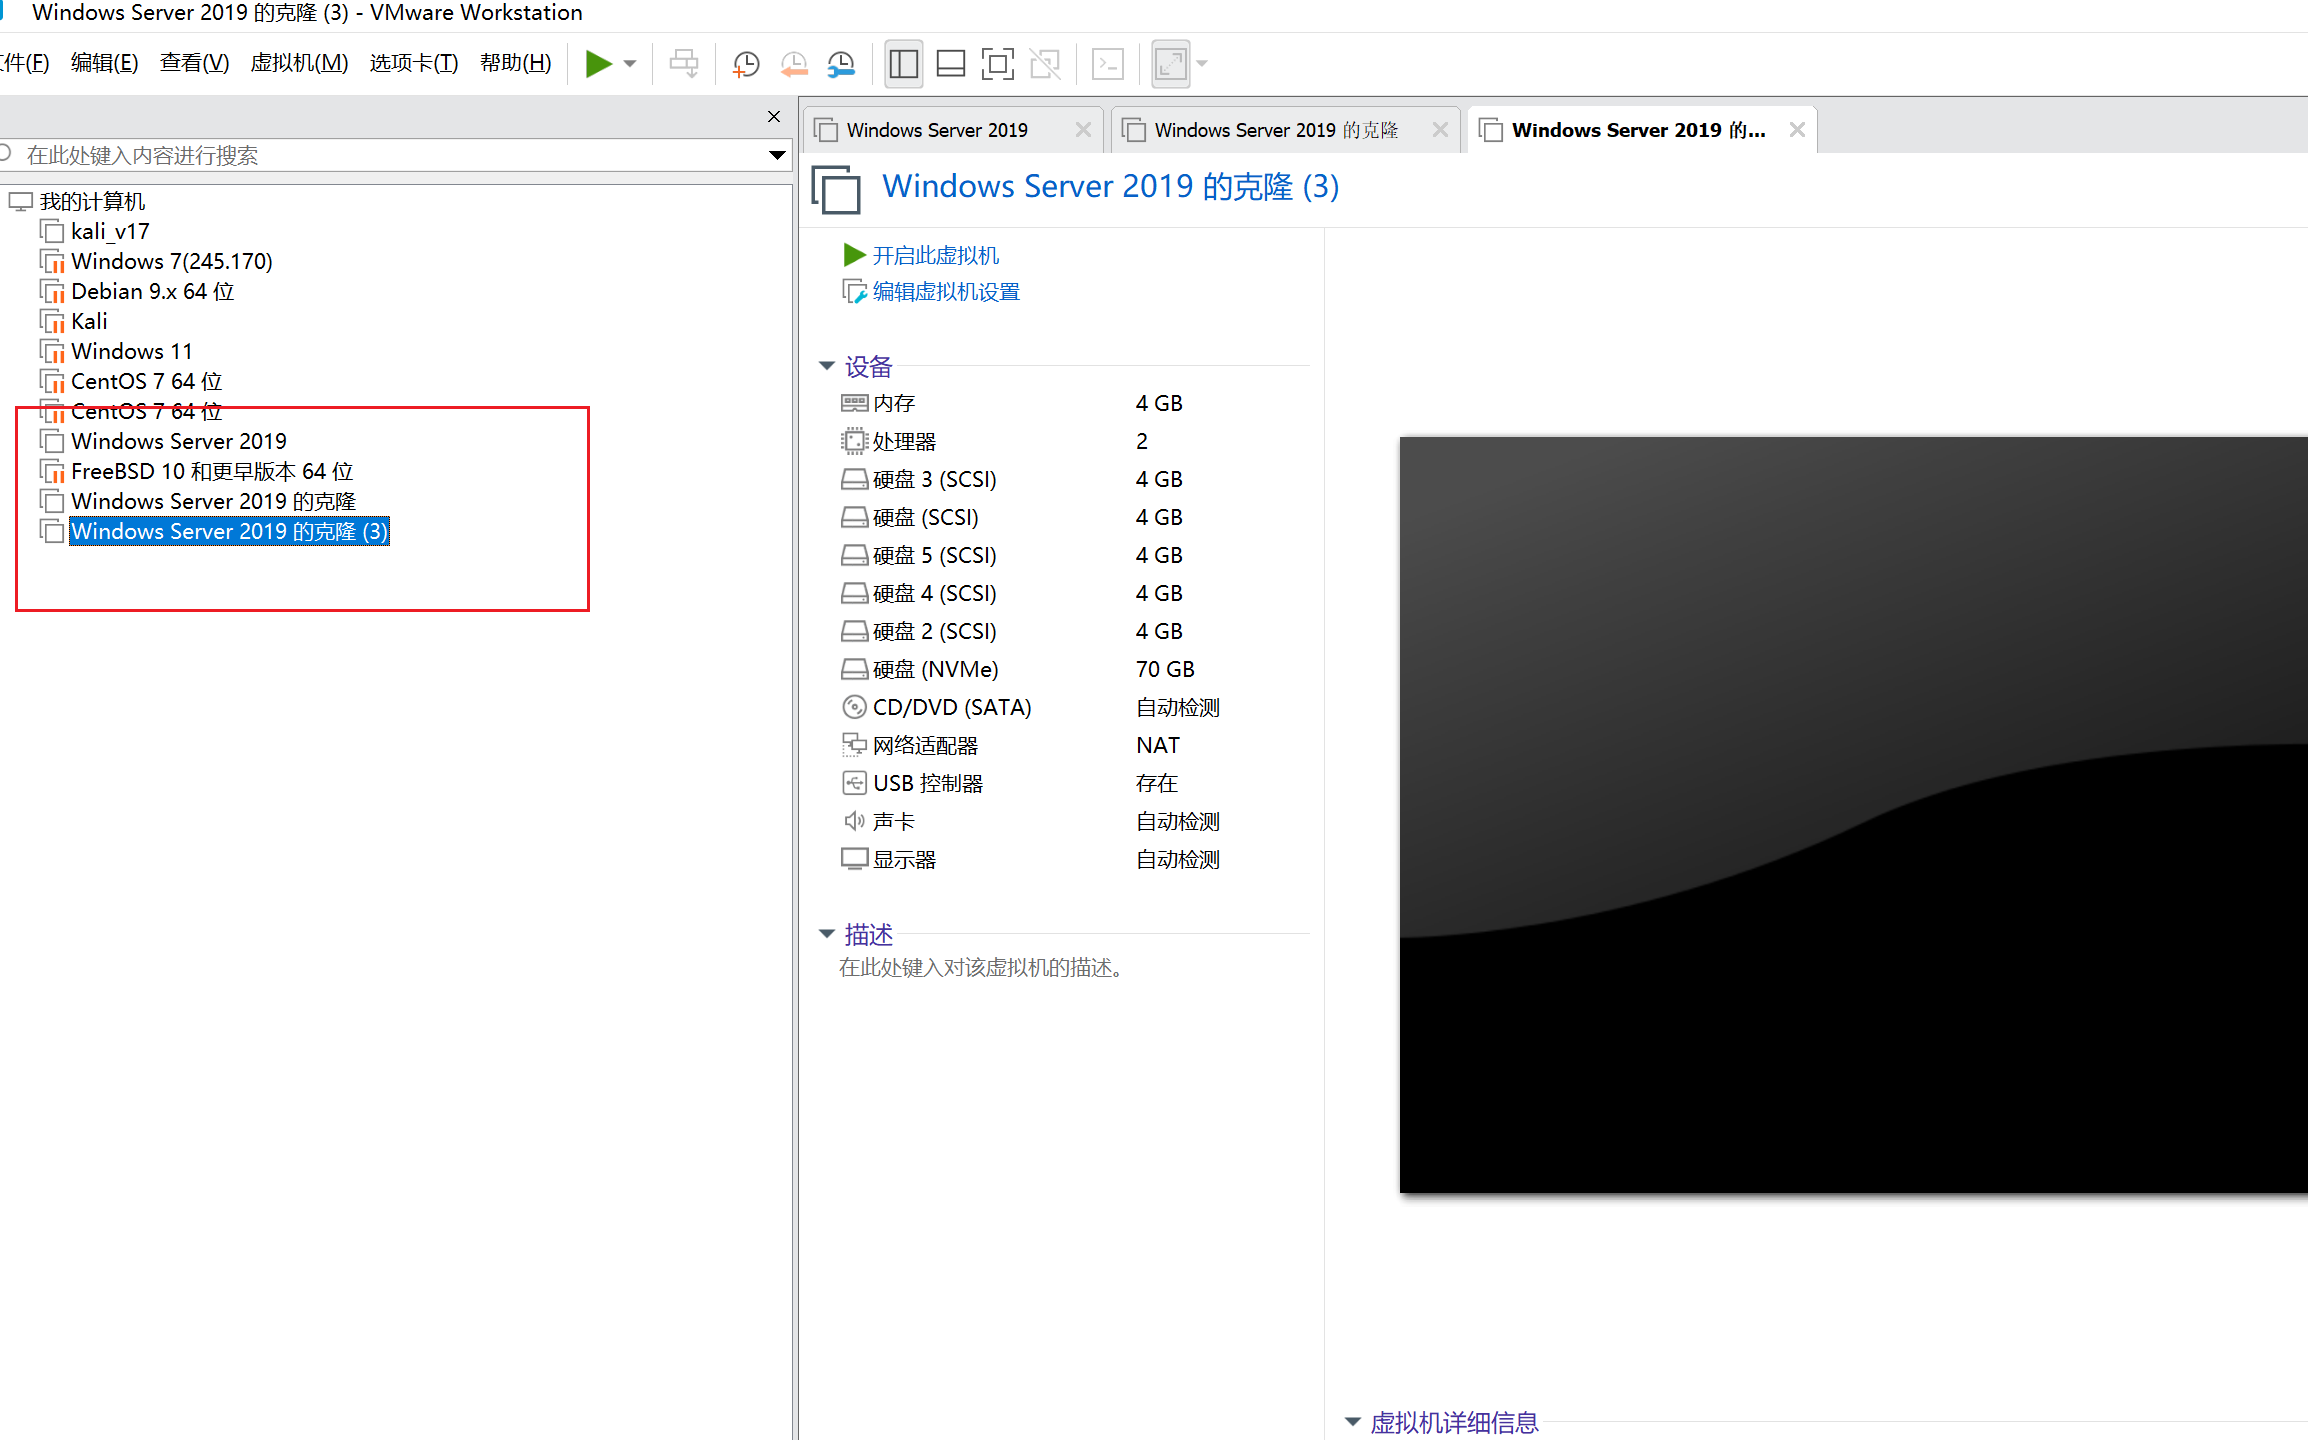 Windows Server 2019 的克隆 (3) - VMware Workstation
件(F) 编辑(E) 查看(V) 虚拟机(M) 选项卡(T) 帮助(H)
在此处键入内容进行搜索
我的计算机
kali_v17
Windows 7(245.170)
Debian 9.x 64 位
Kali
Windows 11
CentOS 7 64 位
CentOS 7 64 位
Windows Server 2019
FreeBSD 10 和更早版本 64 位
Windows Server 2019 的克隆
Windows Server 2019 的克隆 (3)
Windows Server 2019
Windows Server 2019 的克隆
Windows Server 2019 的...
Windows Server 2019 的克隆 (3)
开启此虚拟机
编辑虚拟机设置
设备
内存 4 GB
处理器 2
硬盘 3 (SCSI) 4 GB
硬盘 (SCSI) 4 GB
硬盘 5 (SCSI) 4 GB
硬盘 4 (SCSI) 4 GB
硬盘 2 (SCSI) 4 GB
硬盘 (NVMe) 70 GB
CD/DVD (SATA) 自动检测
网络适配器 NAT
USB 控制器 存在
声卡 自动检测
显示器 自动检测
描述
在此处键入对该虚拟机的描述。
虚拟机详细信息